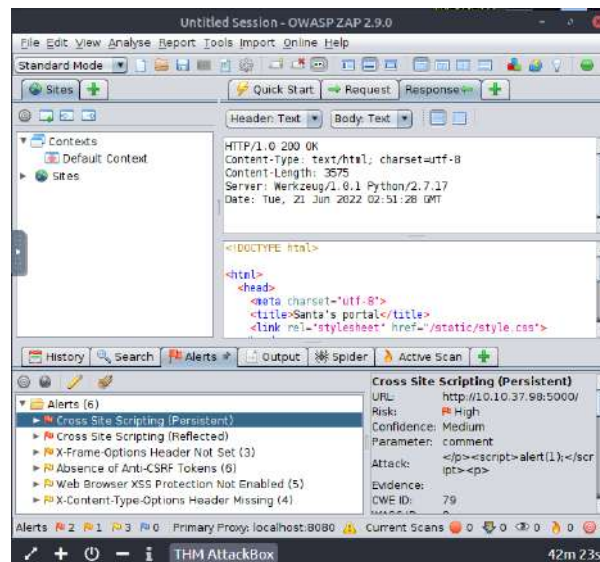 Untitled Session - OWASP ZAP 2.9.0
File Edit View Analyse Report Tools Import Online Help
Standard Mode
Sites
Quick Start
Request
Response
Header: Text
Body: Text
Contexts
Default Context
Sites
HTTP/1.0 200 OK
Content-Type: text/html; charset=utf-8
Content-Length: 3575
Server: Werkzeug/1.0.1 Python/2.7.17
Date: Tue, 21 Jun 2022 02:51:28 GMT
<!DOCTYPE html>
<html>
<head>
<meta charset="utf-8">
<title>Santa's portal</title>
<link rel="stylesheet" href="/static/style.css">
History
Search
Alerts
Output
Spider
Active Scan
Alerts (6)
Cross Site Scripting (Persistent)
Cross Site Scripting (Reflected)
X-Frame-Options Header Not Set (3)
Absence of Anti-CSRF Tokens (6)
Web Browser XSS Protection Not Enabled (5)
X-Content-Type-Options Header Missing (4)
Cross Site Scripting (Persistent)
URL: http://10.10.37.98:5000/
Risk: High
Confidence: Medium
Parameter: comment
Attack: </p><script>alert(1);</scr
ipt><p>
Evidence:
CWE ID: 79
Alerts 2 1 3 0 Primary Proxy: localhost:8080 Current Scans 0 0 0 0
THM AttackBox
42m 23s